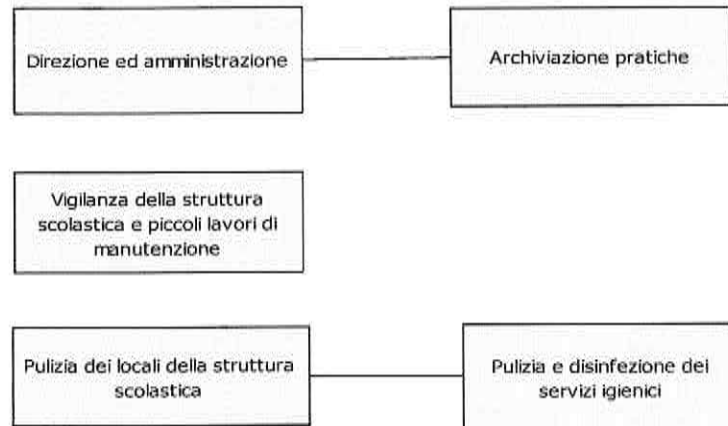 Direzione ed amministrazione
Archiviazione pratiche
Vigilanza della struttura
scolastica e piccoli lavori di
manutenzione
Pulizia dei locali della struttura
scolastica
Pulizia e disinfezione dei
servizi igienici